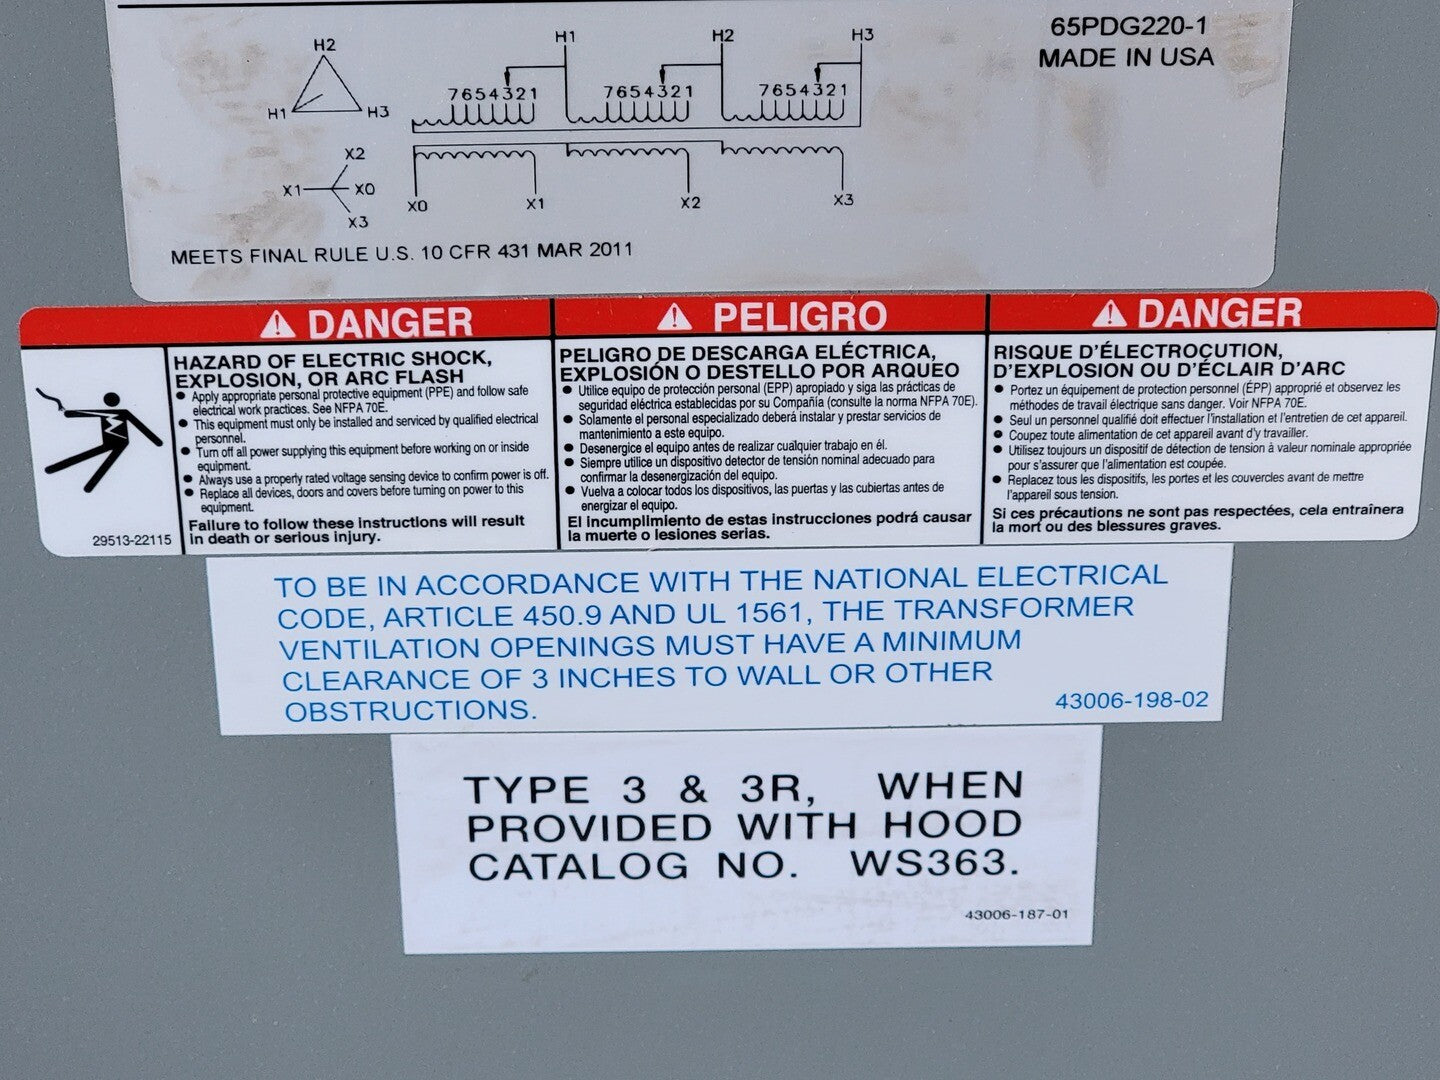 65PDG220-1
MADE IN USA
H2
H1
H3
H1
H2
H3
7654321
7654321
7654321
X2
X1
X0
X3
X0
X1
X2
X3
MEETS FINAL RULE U.S. 10 CFR 431 MAR 2011
DANGER
HAZARD OF ELECTRIC SHOCK,
EXPLOSION, OR ARC FLASH
● Apply appropriate personal protective equipment (PPE) and follow safe
electrical work practices. See NFPA 70E.
● This equipment must only be installed and serviced by qualified electrical
personnel.
● Turn off all power supplying this equipment before working on or inside
equipment.
● Always use a properly rated voltage sensing device to confirm power is off.
● Replace all devices, doors and covers before turning on power to this
equipment.
Failure to follow these instructions will result
in death or serious injury.
29513-22115
PELIGRO
PELIGRO DE DESCARGA ELÉCTRICA,
EXPLOSIÓN O DESTELLO POR ARQUEO
● Utilice equipo de protección personal (EPP) apropiado y siga las prácticas de
seguridad eléctrica establecidas por su Compañía (consulte la norma NFPA 70E).
● Solamente el personal especializado deberá instalar y prestar servicios de
mantenimiento a este equipo.
● Desenergice el equipo antes de realizar cualquier trabajo en él.
● Siempre utilice un dispositivo detector de tensión nominal adecuado para
confirmar la desenergización del equipo.
● Vuelva a colocar todos los dispositivos, las puertas y las cubiertas antes de
energizar el equipo.
El incumplimiento de estas instrucciones podrá causar
la muerte o lesiones serias.
DANGER
RISQUE D'ÉLECTROCUTION,
D'EXPLOSION OU D'ÉCLAIR D'ARC
● Portez un équipement de protection personnel (ÉPP) approprié et observez les
méthodes de travail électrique sans danger. Voir NFPA 70E.
● Seul un personnel qualifié doit effectuer l'installation et l'entretien de cet appareil.
● Coupez toute alimentation de cet appareil avant d'y travailler.
● Utilisez toujours un dispositif de détection de tension à valeur nominale appropriée
pour s'assurer que l'alimentation est coupée.
● Replacez tous les dispositifs, les portes et les couvercles avant de mettre
l'appareil sous tension.
Si ces précautions ne sont pas respectées, cela entraînera
la mort ou des blessures graves.
TO BE IN ACCORDANCE WITH THE NATIONAL ELECTRICAL
CODE, ARTICLE 450.9 AND UL 1561, THE TRANSFORMER
VENTILATION OPENINGS MUST HAVE A MINIMUM
CLEARANCE OF 3 INCHES TO WALL OR OTHER
OBSTRUCTIONS.
43006-198-02
TYPE 3 & 3R, WHEN
PROVIDED WITH HOOD
CATALOG NO. WS363.
43006-187-01